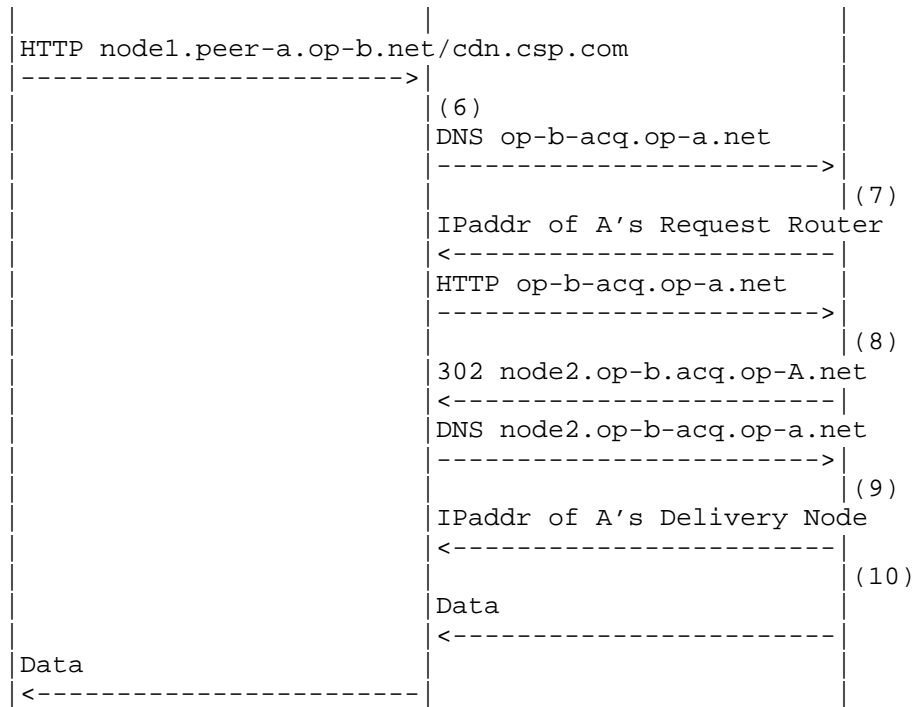 HTTP node1.peer-a.op-b.net/cdn.csp.com
------------------------>
(6)
DNS op-b-acq.op-a.net
------------------------>
(7)
IPaddr of A's Request Router
<------------------------
HTTP op-b-acq.op-a.net
------------------------>
(8)
302 node2.op-b.acq.op-A.net
<------------------------
DNS node2.op-b-acq.op-a.net
------------------------>
(9)
IPaddr of A's Delivery Node
<------------------------
(10)
Data
<------------------------
Data
<------------------------